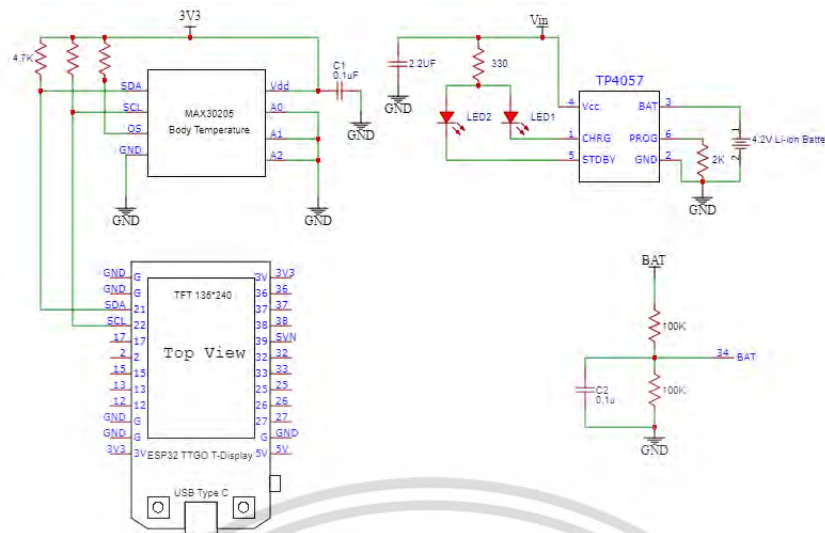 3V3
4.7K
SDA
SCL
OS
GND
MAX30205
Body Temperature
Vdd
A0
A1
A2
C1
0.1uF
GND
GND
GND
Vin
2.2UF
GND
330
LED2
LED1
TP4057
4 Vcc
1 CHRG
5 STDBY
BAT 3
PROG 6
GND 2
2K
GND
1
2
4.2V Li-ion Batte
GND G
GND G
SDA 21
SCL 22
17 17
2 2
15 15
13 13
12 12
GND G
GND G
3V3 3V
TFT 135*240
Top View
3V 3V3
36 36
37 37
38 38
39 SVN
32 32
33 33
25 25
26 26
27 27
G GND
5V 5V
ESP32 TTGO T-Display
USB Type C
BAT
100K
34 BAT
C2
0.1u
100K
GND